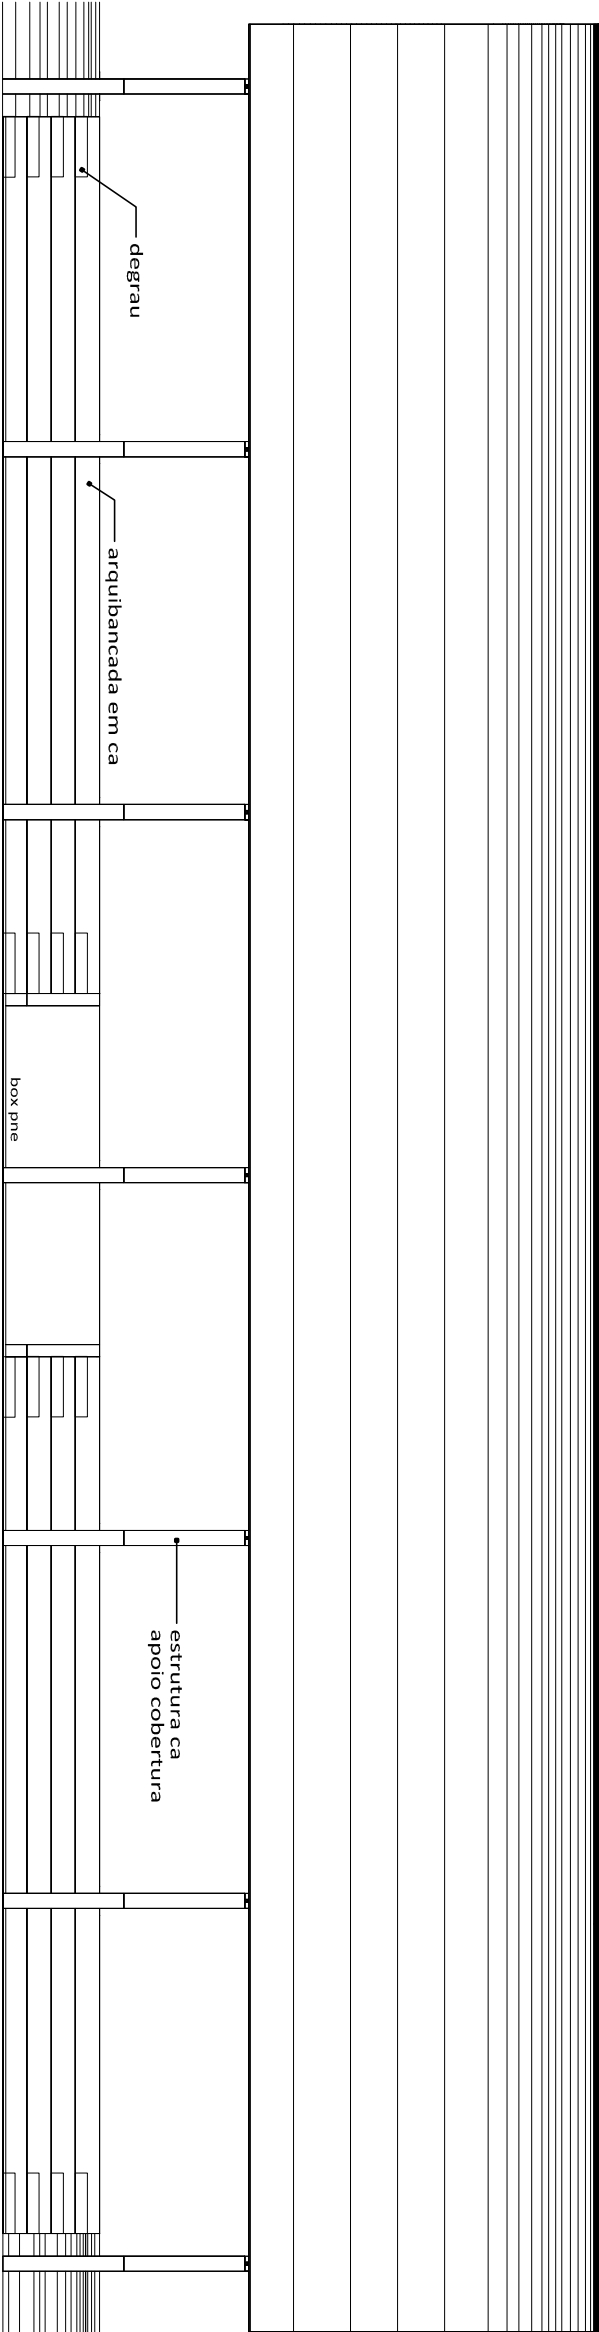 degrau
arquibancada em ca
box pne
estrutura ca
apoio cobertura